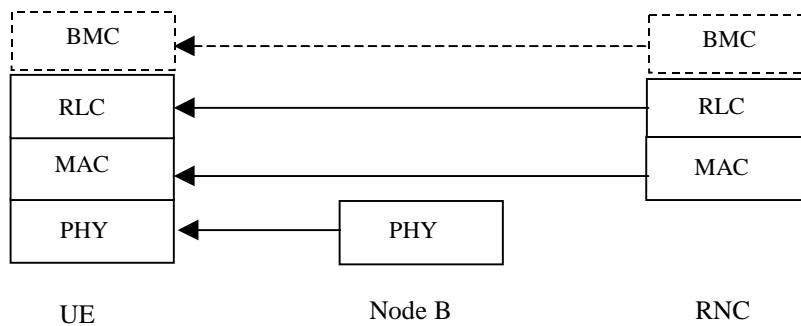 BMC BMC
RLC RLC
MAC MAC
PHY PHY
UE Node B RNC